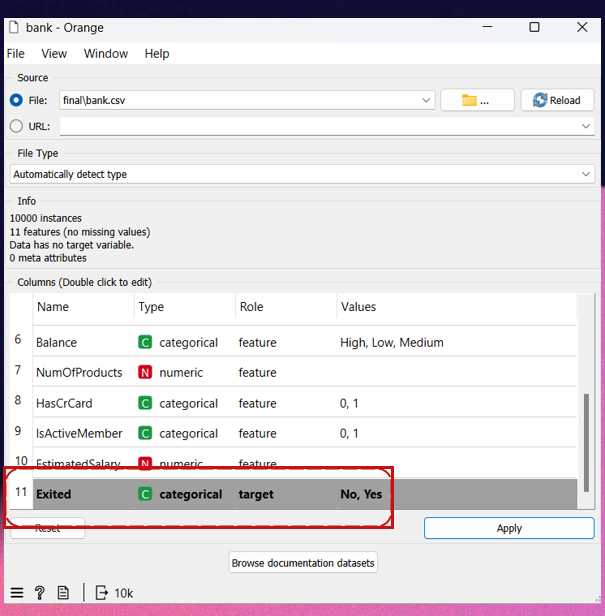 bank - Orange
File View Window Help
Source
File: final\bank.csv ... Reload
URL:
File Type
Automatically detect type
Info
10000 instances
11 features (no missing values)
Data has no target variable.
0 meta attributes
Columns (Double click to edit)
Name Type Role Values
6 Balance C categorical feature High, Low, Medium
7 NumOfProducts N numeric feature
8 HasCrCard C categorical feature 0, 1
9 IsActiveMember C categorical feature 0, 1
10 EstimatedSalary N numeric feature
11 Exited C categorical target No, Yes
Reset Apply
Browse documentation datasets
? 10k